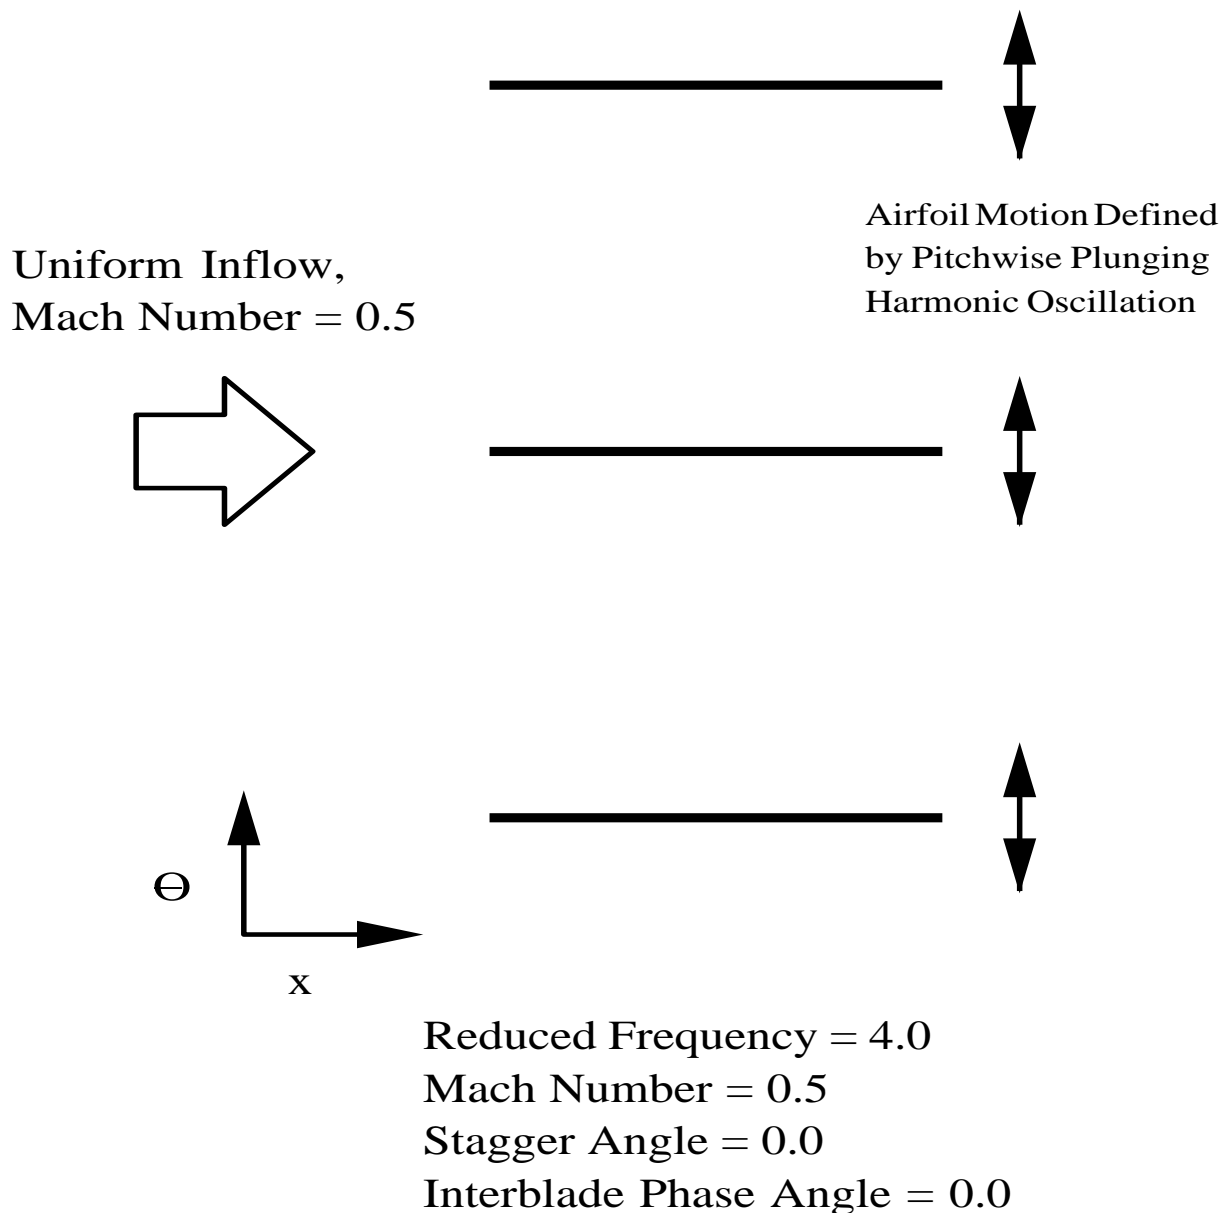 Airfoil Motion Defined
by Pitchwise Plunging
Harmonic Oscillation
Uniform Inflow,
Mach Number = 0.5
Θ
x
Reduced Frequency = 4.0
Mach Number = 0.5
Stagger Angle = 0.0
Interblade Phase Angle = 0.0